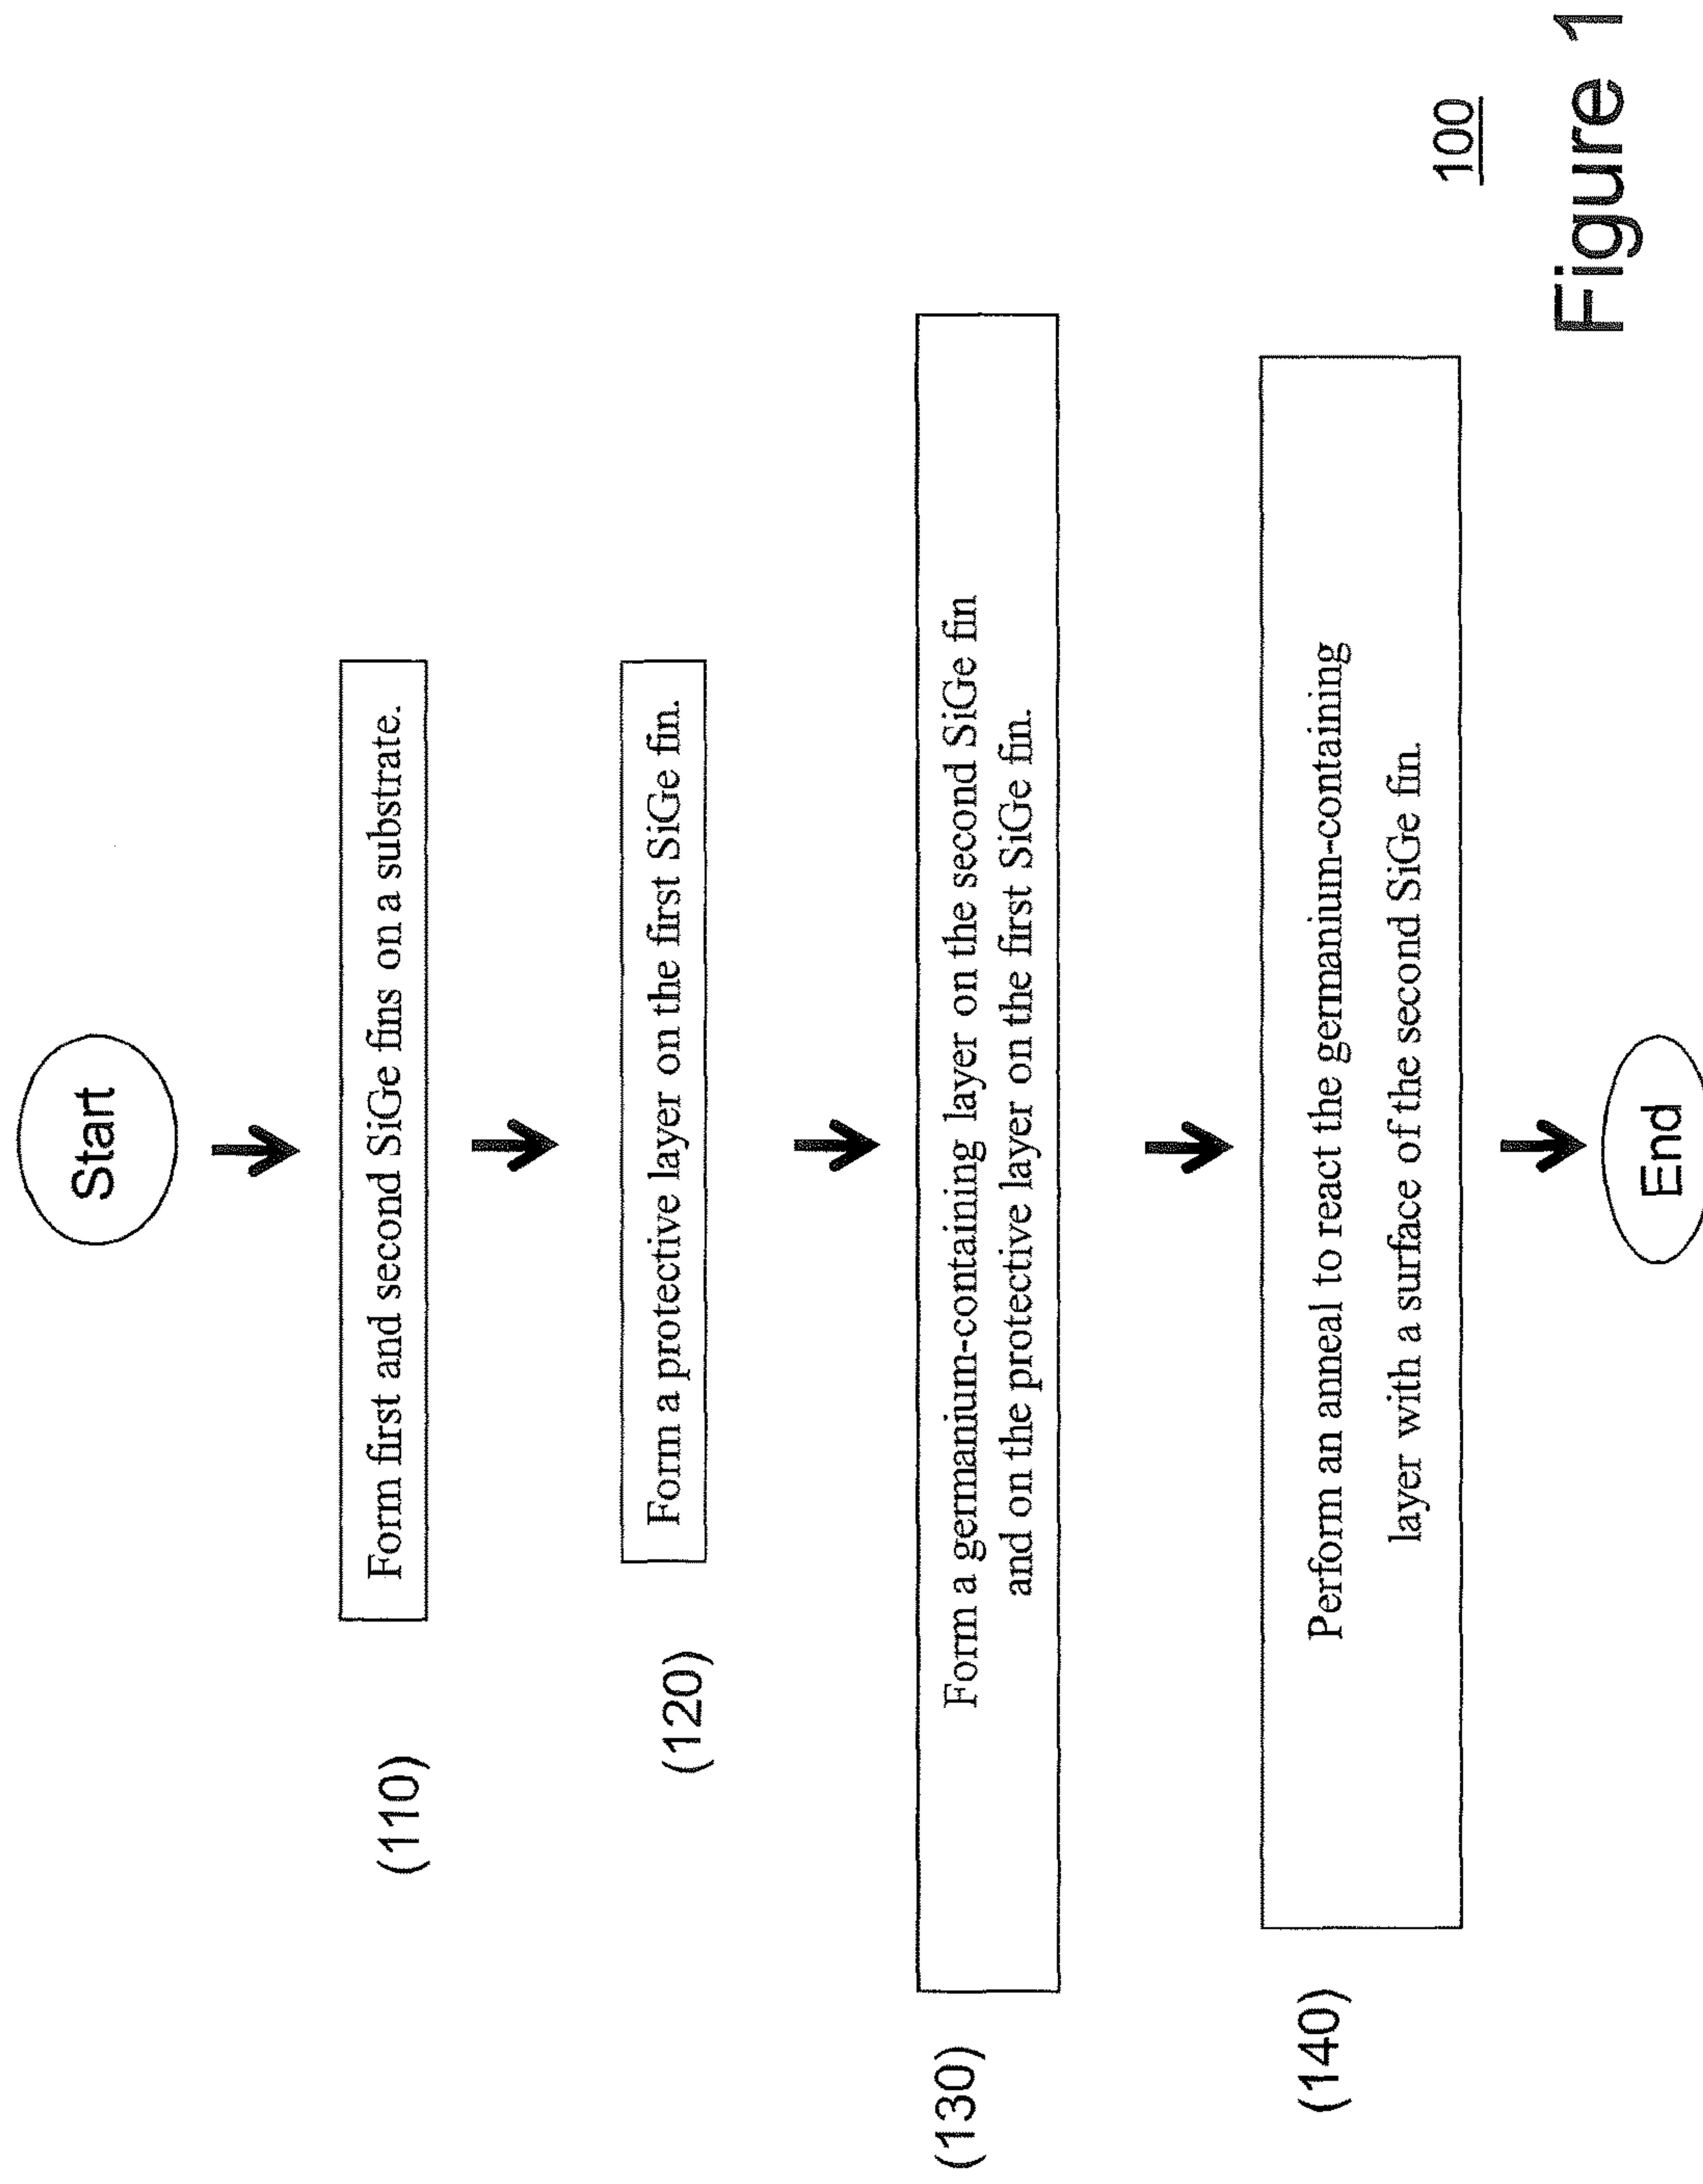 Start
(110)
Form first and second SiGe fins on a substrate.
(120)
Form a protective layer on the first SiGe fin.
(130)
Form a germanium-containing layer on the second SiGe fin
and on the protective layer on the first SiGe fin.
(140)
Perform an anneal to react the germanium-containing
layer with a surface of the second SiGe fin.
End
100
Figure 1